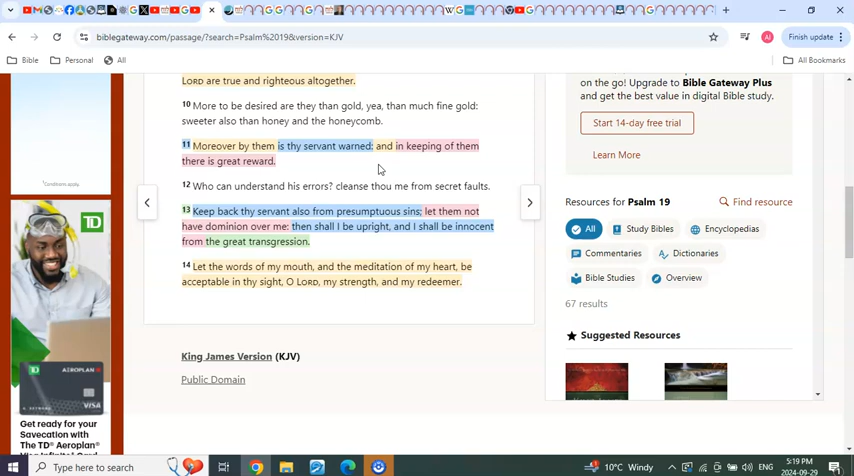 biblegateway.com/passage/?search=Psalm%2019&version=KJV
AI
Finish update
Bible
Personal
All
All Bookmarks
LORD are true and righteous altogether.
10 More to be desired are they than gold, yea, than much fine gold:
sweeter also than honey and the honeycomb.
11 Moreover by them is thy servant warned: and in keeping of them
there is great reward.
12 Who can understand his errors? cleanse thou me from secret faults.
13 Keep back thy servant also from presumptuous sins; let them not
have dominion over me: then shall I be upright, and I shall be innocent
from the great transgression.
14 Let the words of my mouth, and the meditation of my heart, be
acceptable in thy sight, O LORD, my strength, and my redeemer.
King James Version (KJV)
Public Domain
on the go! Upgrade to Bible Gateway Plus
and get the best value in digital Bible study.
Start 14-day free trial
Learn More
Resources for Psalm 19
Find resource
All
Study Bibles
Encyclopedias
Commentaries
Dictionaries
Bible Studies
Overview
67 results
Suggested Resources
¹Conditions apply.
TD
TD
AEROPLAN
VISA
Get ready for your
Savecation with The
TD® Aeroplan
Type here to search
10°C Windy
ENG
5:19 PM
2024-09-29